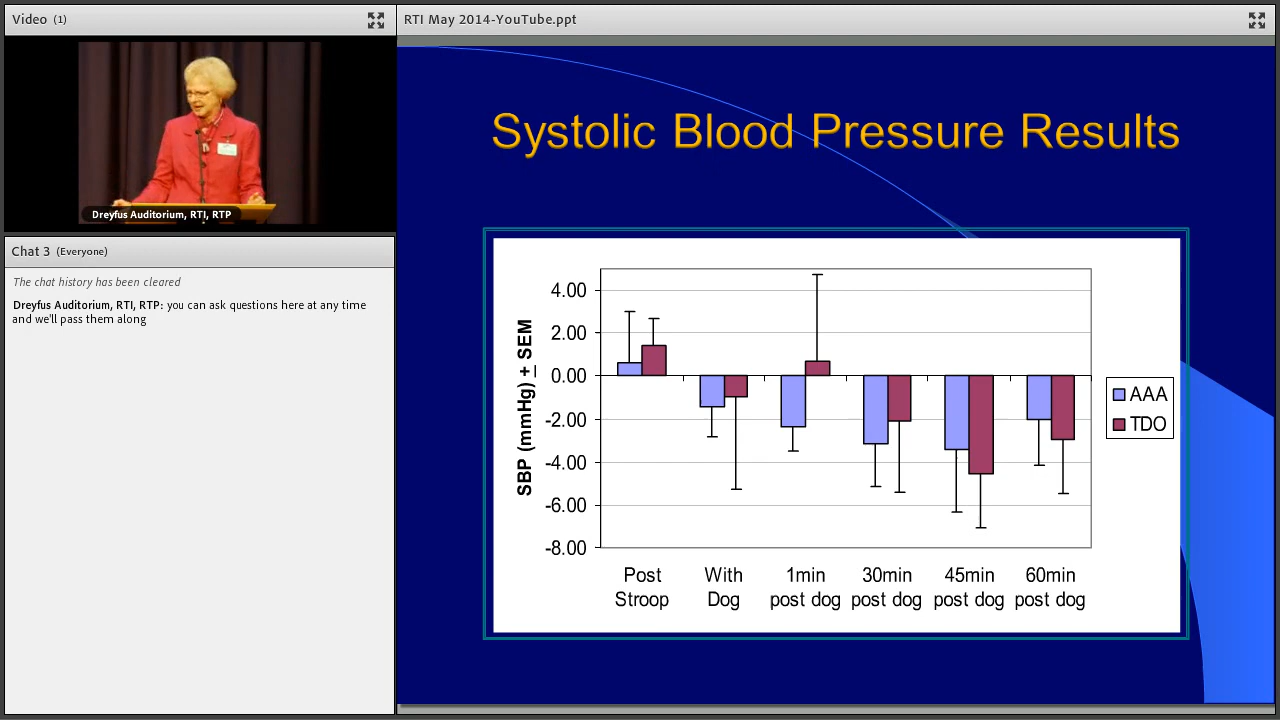 Video (1)
Dreyfus Auditorium, RTI, RTP
Chat 3 (Everyone)
The chat history has been cleared
Dreyfus Auditorium, RTI, RTP: you can ask questions here at any time
and we'll pass them along
RTI May 2014-YouTube.ppt
Systolic Blood Pressure Results
SBP (mmHg) + SEM
4.00
2.00
0.00
-2.00
-4.00
-6.00
-8.00
Post Stroop
With Dog
1min post dog
30min post dog
45min post dog
60min post dog
AAA
TDO